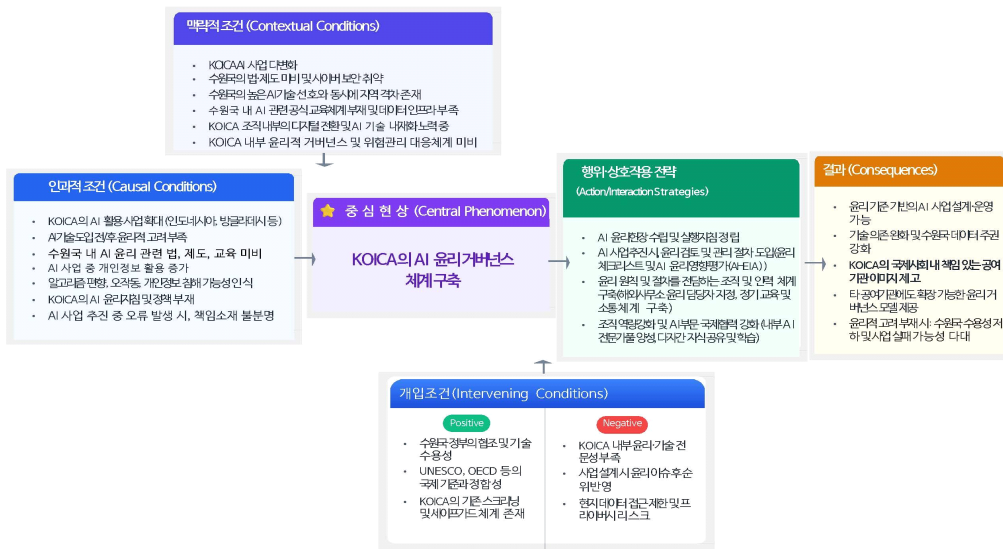 맥락적 조건 (Contextual Conditions)
• KCICAAI 사업 다변화
• 수원국의 법·제도 미비 및 사이버 보안 취약
• 수원국의 높은 AI기술 선호와 동시에 지역 격차 존재
• 수원국 내 AI 관련 공식 교육체계 부재 및 데이터 인프라 부족
• KOICA 조직 내부의 디지털 전환 및 AI 기술 내재화 노력 중
• KOICA 내부 윤리적 거버넌스 및 위험관리 대응체계 미비
인과적 조건 (Causal Conditions)
• KOICA의 AI 활용 사업 확대 (인도네시아, 방글라데시 등)
• AI기술 도입 전/후 윤리적 고려 부족
• 수원국 내 AI 윤리 관련 법, 제도, 교육 미비
• AI 사업 중 개인정보 활용 증가
• 알고리즘 편향, 오작동, 개인정보 침해 가능성 인식
• KOICA의 AI 윤리지침 및 정책 부재
• AI 사업 추진 중 오류 발생 시, 책임소재 불분명
중심현상 (Central Phenomenon)
KOICA의 AI 윤리 거버넌스
체계 구축
행위·상호작용 전략
(Action/Interaction Strategies)
• AI 윤리헌장 수립 및 실행지침 정립
• AI 사업추진 시, 윤리 검토 및 관리 절차 도입(윤리
체크리스트 및 AI 윤리영향평가(AHEIA))
• 윤리 원칙 및 절차를 전담하는 조직 및 인력 체계
구축(해외사무소 윤리 담당자 지정, 정기 교육 및
소통체계 구축)
• 조직 역량강화 및 AI부문 국제협력 강화 (내부 AI
전문가풀 양성, 다자간 지식 공유 및 학습)
결과 (Consequences)
• 윤리 기준 기반의 AI 사업 설계·운영
가능
• 기술 의존 완화 및 수원국 데이터 주권
강화
• KOICA의 국제사회 내 책임 있는 공여
기관 이미지 제고
• 타 공여기관에도 확장 가능한 윤리 거
버넌스 모델 제공
• 윤리적 고려 부재 시: 수원국 수용성 저
하 및 사업 실패 가능성 다대
개입조건 (Intervening Conditions)
Positive
• 수원국 정부의 협조 및 기술
수용성
• UNESCO, OECD 등의
국제 기준과 정합성
• KOICA의 기존 스크리닝
및 세이프가드 체계 존재
Negative
• KOICA 내부 윤리·기술 전
문성 부족
• 사업 설계 시 윤리 이슈 후순
위 반영
• 현지 데이터 접근 제한 및 프
라이버시 리스크